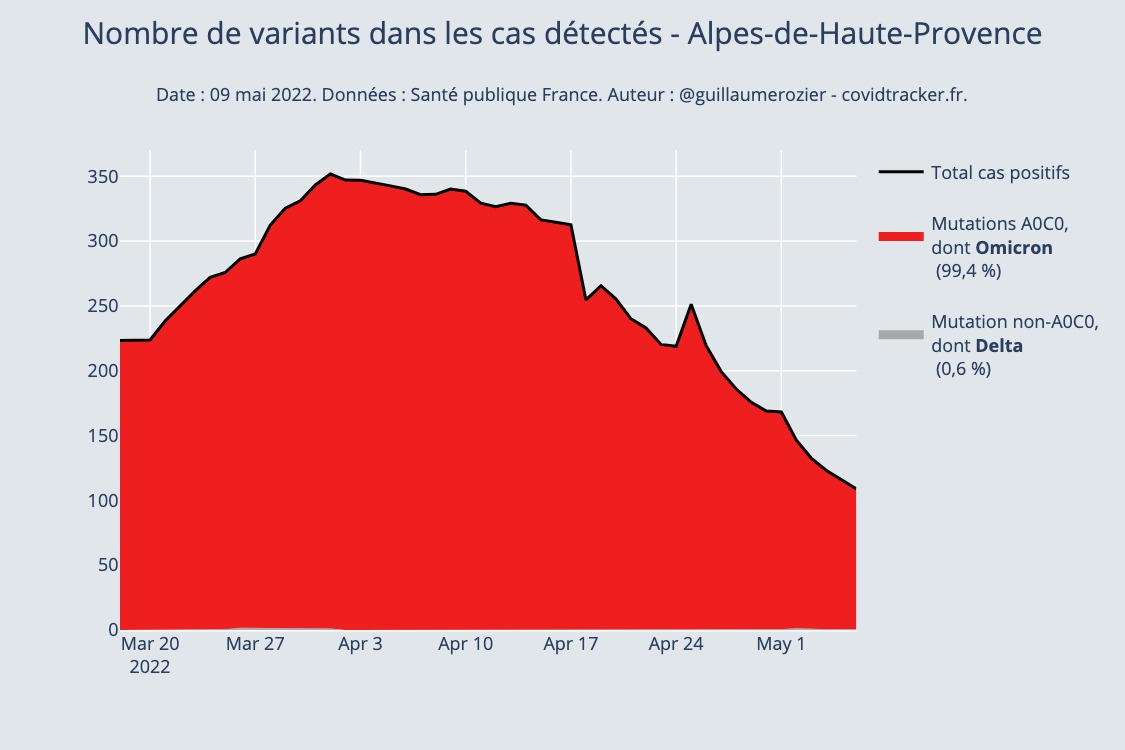 Nombre de variants dans les cas détectés - Alpes-de-Haute-Provence
Date : 09 mai 2022. Données : Santé publique France. Auteur : @guillaumerozier - covidtracker.fr.
350
300
250
200
150
100
50
0
Mar 20
2022
Mar 27
Apr 3
Apr 10
Apr 17
Apr 24
May 1
Total cas positifs
Mutations A0C0,
dont Omicron
(99,4 %)
Mutation non-A0C0,
dont Delta
(0,6 %)